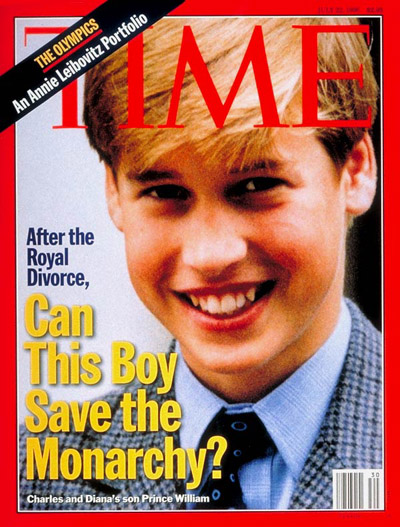 THE OLYMPICS
An Annie Leibovitz Portfolio
TIME
After the
Royal
Divorce,
Can
This Boy
Save the
Monarchy?
Charles and Diana's son Prince William
30